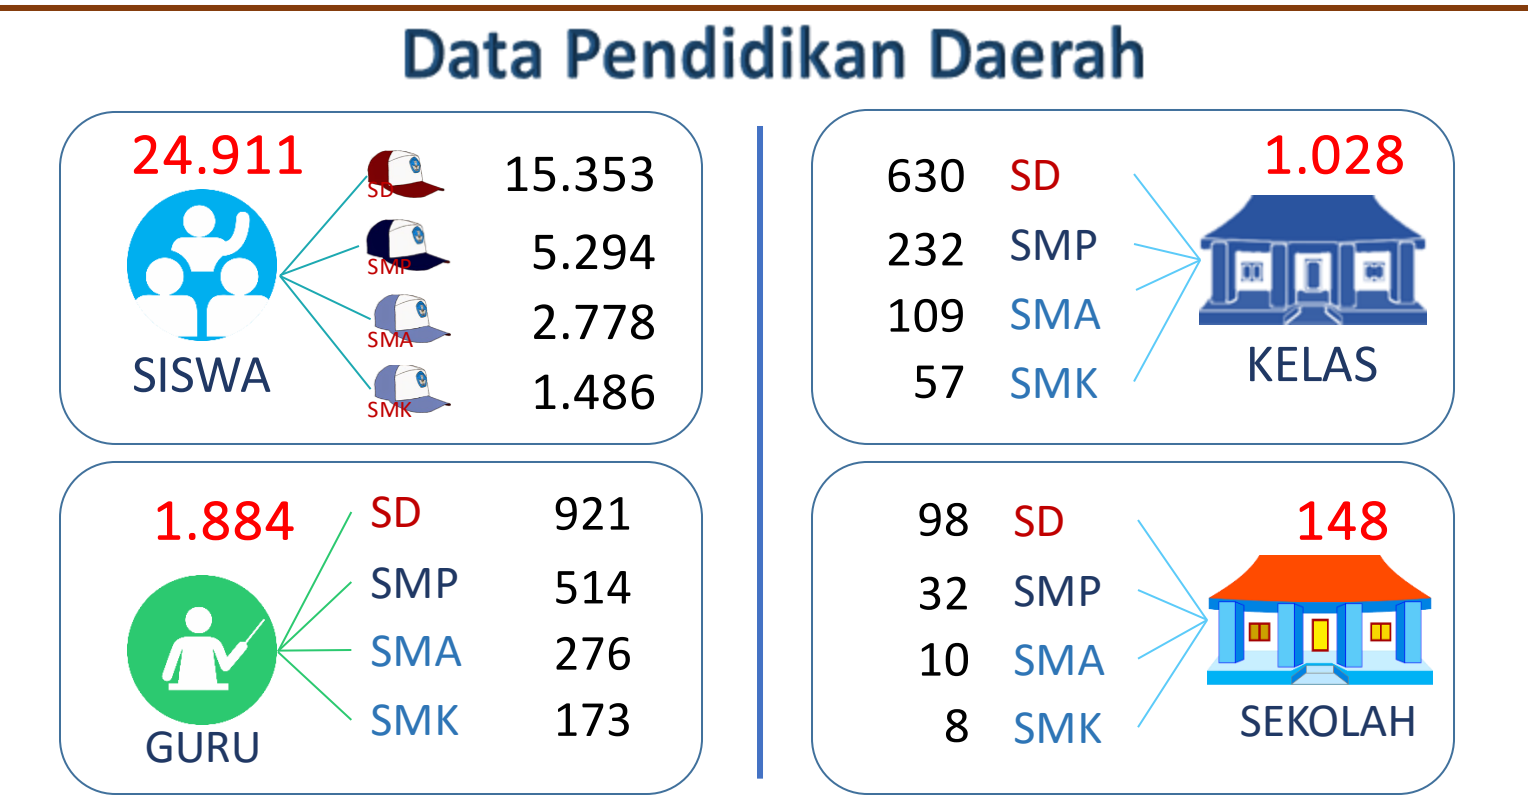 Data Pendidikan Daerah
24.911
SISWA
SD 15.353
SMP 5.294
SMA 2.778
SMK 1.486
630 SD
232 SMP
109 SMA
57 SMK
1.028
KELAS
1.884
GURU
SD 921
SMP 514
SMA 276
SMK 173
98 SD
32 SMP
10 SMA
8 SMK
148
SEKOLAH